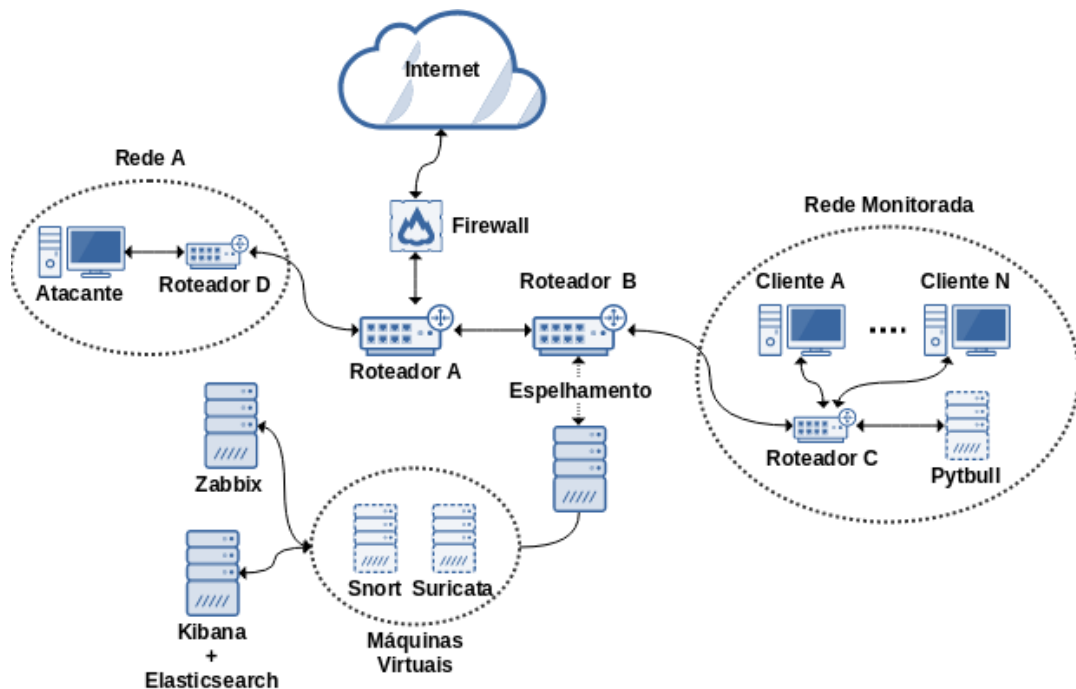 Internet
Rede A
Firewall
Rede Monitorada
Atacante
Roteador D
Roteador B
Cliente A
Cliente N
Roteador A
Espelhamento
Roteador C
Pytbull
Zabbix
Snort
Suricata
Kibana
+
Elasticsearch
Máquinas
Virtuais